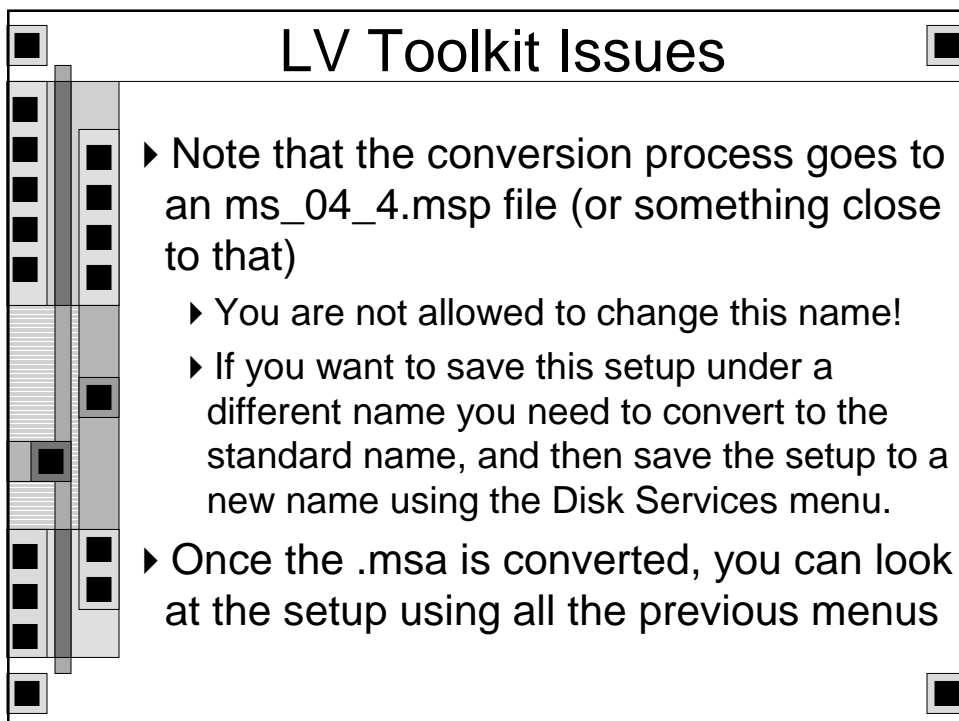 LV Toolkit Issues
Note that the conversion process goes to
an ms_04_4.msp file (or something close
to that)
You are not allowed to change this name!
If you want to save this setup under a
different name you need to convert to the
standard name, and then save the setup to a
new name using the Disk Services menu.
Once the .msa is converted, you can look
at the setup using all the previous menus